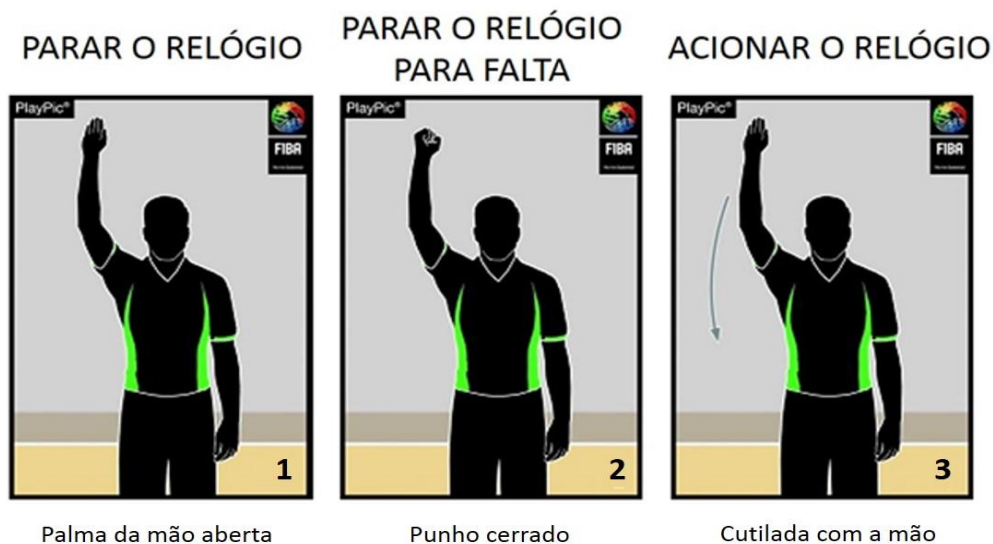 PARAR O RELÓGIO
PARAR O RELÓGIO
PARA FALTA
ACIONAR O RELÓGIO
PlayPic®
FIBA
1
PlayPic®
FIBA
2
PlayPic®
FIBA
3
Palma da mão aberta
Punho cerrado
Cutilada com a mão